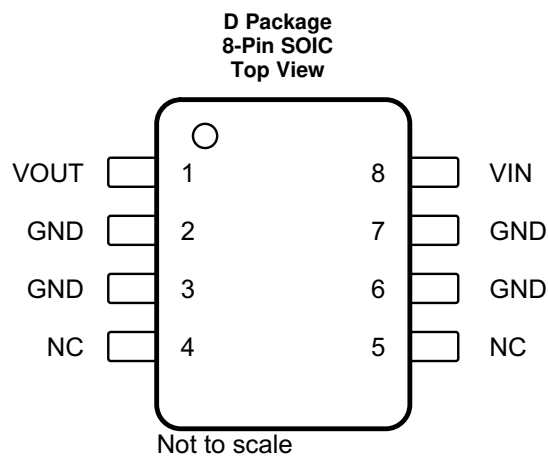 D Package
8-Pin SOIC
Top View
VOUT 1 8 VIN
GND 2 7 GND
GND 3 6 GND
NC 4 5 NC
Not to scale